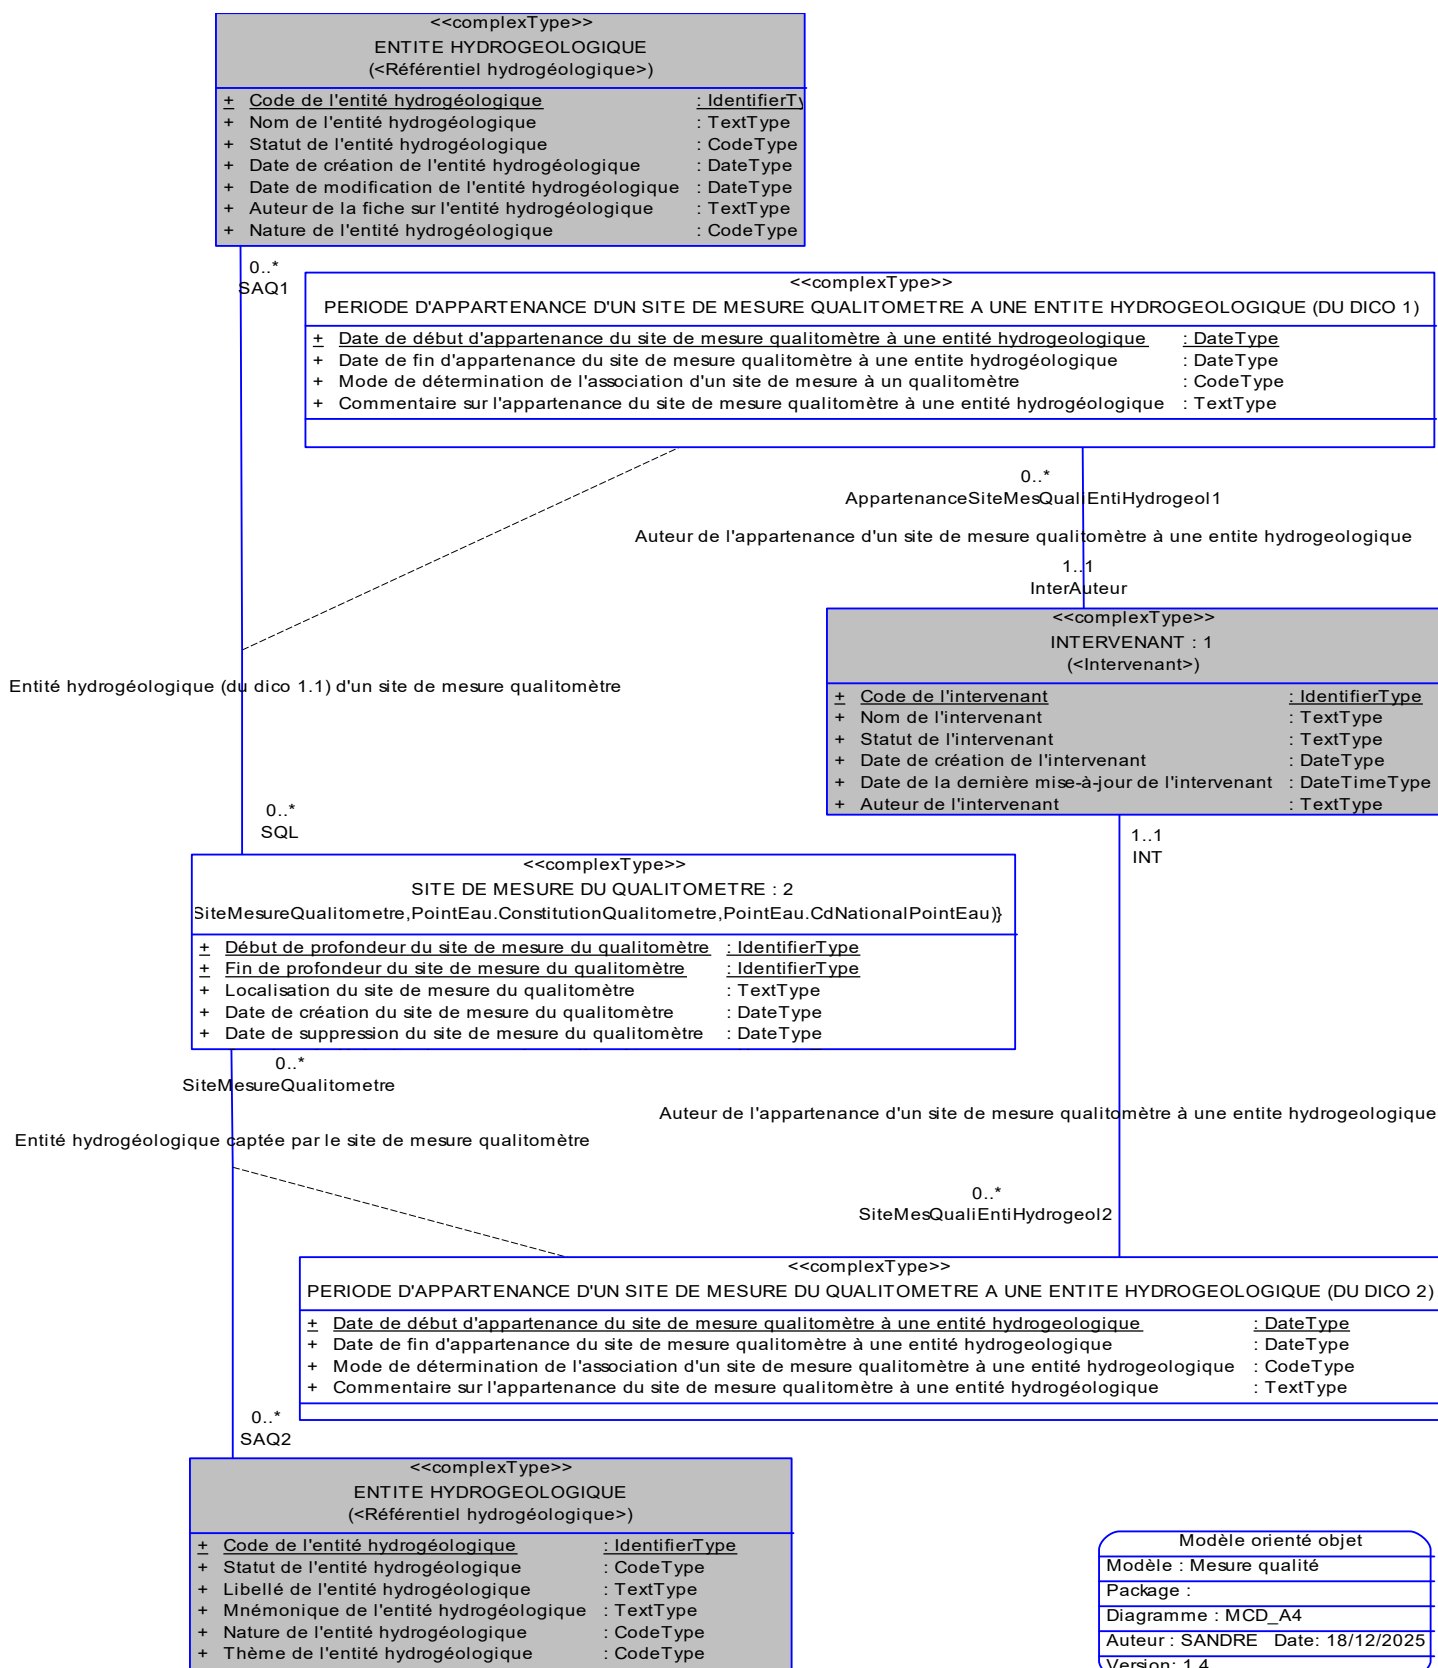 <<complexType>>
ENTITE HYDROGEOLOGIQUE
(<Référentiel hydrogéologique>)
+ Code de l'entité hydrogéologique : IdentifierTy
+ Nom de l'entité hydrogéologique : TextType
+ Statut de l'entité hydrogéologique : CodeType
+ Date de création de l'entité hydrogéologique : DateType
+ Date de modification de l'entité hydrogéologique : DateType
+ Auteur de la fiche sur l'entité hydrogéologique : TextType
+ Nature de l'entité hydrogéologique : CodeType
0..*
SAQ1
<<complexType>>
PERIODE D'APPARTENANCE D'UN SITE DE MESURE QUALITOMETRE A UNE ENTITE HYDROGEOLOGIQUE (DU DICO 1)
+ Date de début d'appartenance du site de mesure qualitomètre à une entité hydrogeologique : DateType
+ Date de fin d'appartenance du site de mesure qualitomètre à une entite hydrogéologique : DateType
+ Mode de détermination de l'association d'un site de mesure à un qualitomètre : CodeType
+ Commentaire sur l'appartenance du site de mesure qualitomètre à une entité hydrogéologique : TextType
0..*
AppartenanceSiteMesQualiEntiHydrogeol1
Auteur de l'appartenance d'un site de mesure qualitomètre à une entite hydrogeologique
1..1
InterAuteur
<<complexType>>
INTERVENANT : 1
(<Intervenant>)
+ Code de l'intervenant : IdentifierType
+ Nom de l'intervenant : TextType
+ Statut de l'intervenant : TextType
+ Date de création de l'intervenant : DateType
+ Date de la dernière mise-à-jour de l'intervenant : DateTimeType
+ Auteur de l'intervenant : TextType
Entité hydrogéologique (du dico 1.1) d'un site de mesure qualitomètre
0..*
SQL
1..1
INT
<<complexType>>
SITE DE MESURE DU QUALITOMETRE : 2
SiteMesureQualitometre,PointEau.ConstitutionQualitometre,PointEau.CdNationalPointEau)}
+ Début de profondeur du site de mesure du qualitomètre : IdentifierType
+ Fin de profondeur du site de mesure du qualitomètre : IdentifierType
+ Localisation du site de mesure du qualitomètre : TextType
+ Date de création du site de mesure du qualitomètre : DateType
+ Date de suppression du site de mesure du qualitomètre : DateType
0..*
SiteMesureQualitometre
Auteur de l'appartenance d'un site de mesure qualitomètre à une entite hydrogeologique
Entité hydrogéologique captée par le site de mesure qualitomètre
0..*
SiteMesQualiEntiHydrogeol2
<<complexType>>
PERIODE D'APPARTENANCE D'UN SITE DE MESURE DU QUALITOMETRE A UNE ENTITE HYDROGEOLOGIQUE (DU DICO 2)
+ Date de début d'appartenance du site de mesure qualitomètre à une entité hydrogeologique : DateType
+ Date de fin d'appartenance du site de mesure qualitomètre à une entité hydrogeologique : DateType
+ Mode de détermination de l'association d'un site de mesure qualitomètre à une entité hydrogeologique : CodeType
+ Commentaire sur l'appartenance du site de mesure qualitomètre à une entité hydrogéologique : TextType
0..*
SAQ2
<<complexType>>
ENTITE HYDROGEOLOGIQUE
(<Référentiel hydrogéologique>)
+ Code de l'entité hydrogéologique : IdentifierType
+ Statut de l'entité hydrogéologique : CodeType
+ Libellé de l'entité hydrogéologique : TextType
+ Mnémonique de l'entité hydrogéologique : TextType
+ Nature de l'entité hydrogéologique : CodeType
+ Thème de l'entité hydrogéologique : CodeType
Modèle orienté objet
Modèle : Mesure qualité
Package :
Diagramme : MCD_A4
Auteur : SANDRE Date: 18/12/2025
Version: 1.4